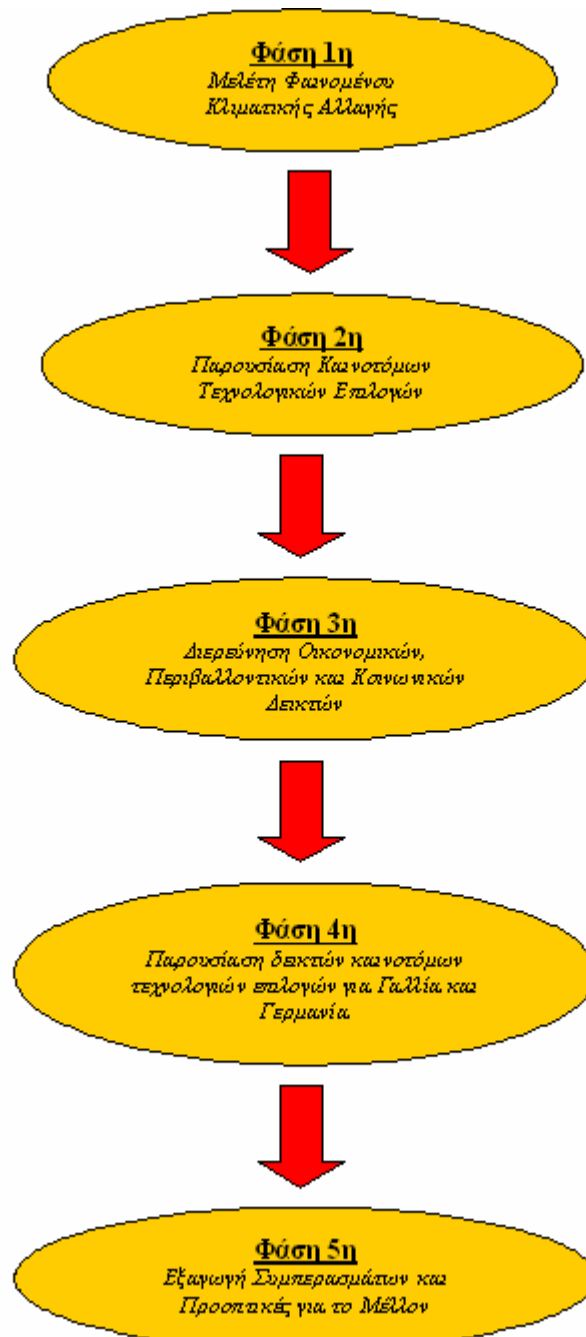 Φάση 1η
Μελέτη Φαινομένου
Κλιματικής Αλλαγής
Φάση 2η
Παρουσίαση Καινοτόμων
Τεχνολογικών Επιλογών
Φάση 3η
Διερεύνηση Οικονομικών,
Περιβαλλοντικών και Κοινωνικών
Δεικτών
Φάση 4η
Παρουσίαση δεικτών καινοτόμων
τεχνολογιών επιλογών για Γαλλία και
Γερμανία
Φάση 5η
Εξαγωγή Συμπερασμάτων και
Προοπτικές για το Μέλλον